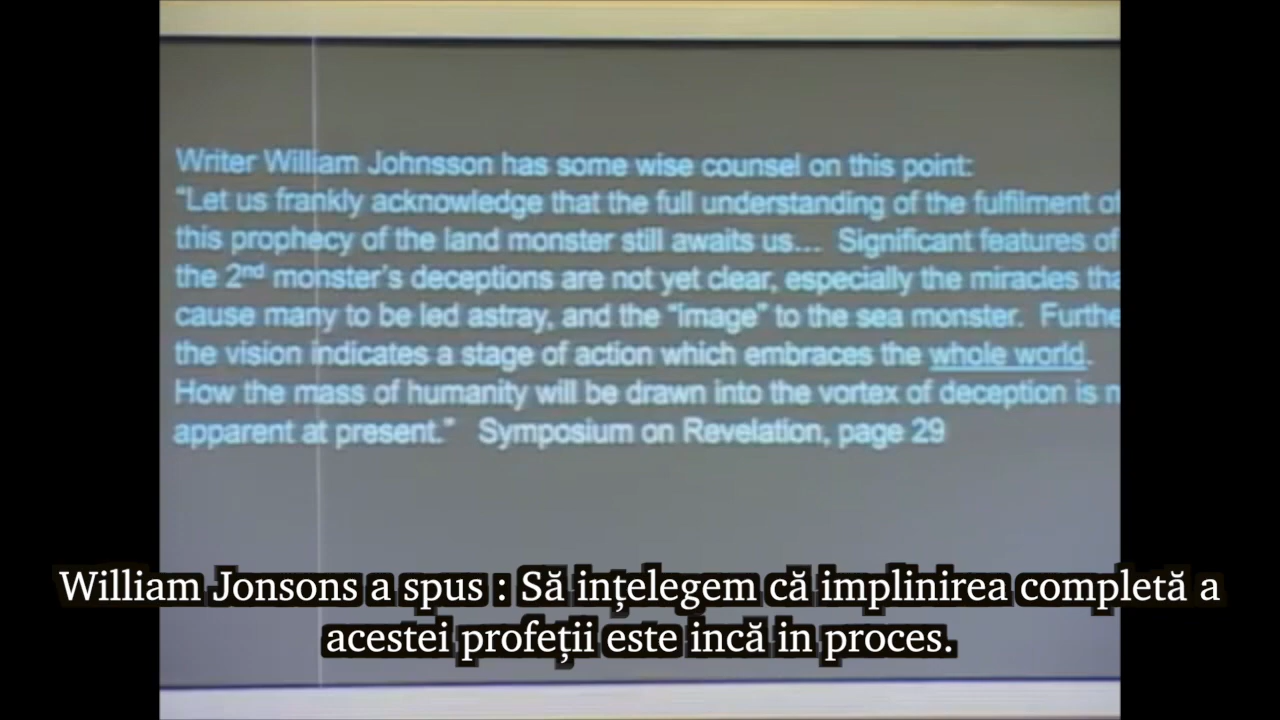 Writer William Johnsson has some wise counsel on this point:
“Let us frankly acknowledge that the full understanding of the fulfilment of
this prophecy of the land monster still awaits us... Significant features of
the 2nd monster’s deceptions are not yet clear, especially the miracles tha
cause many to be led astray, and the “image” to the sea monster. Furthe
the vision indicates a stage of action which embraces the whole world.
How the mass of humanity will be drawn into the vortex of deception is n
apparent at present.” Symposium on Revelation, page 29
William Jonsons a spus : Să ințelegem că implinirea completă a
acestei profeții este incă in proces.